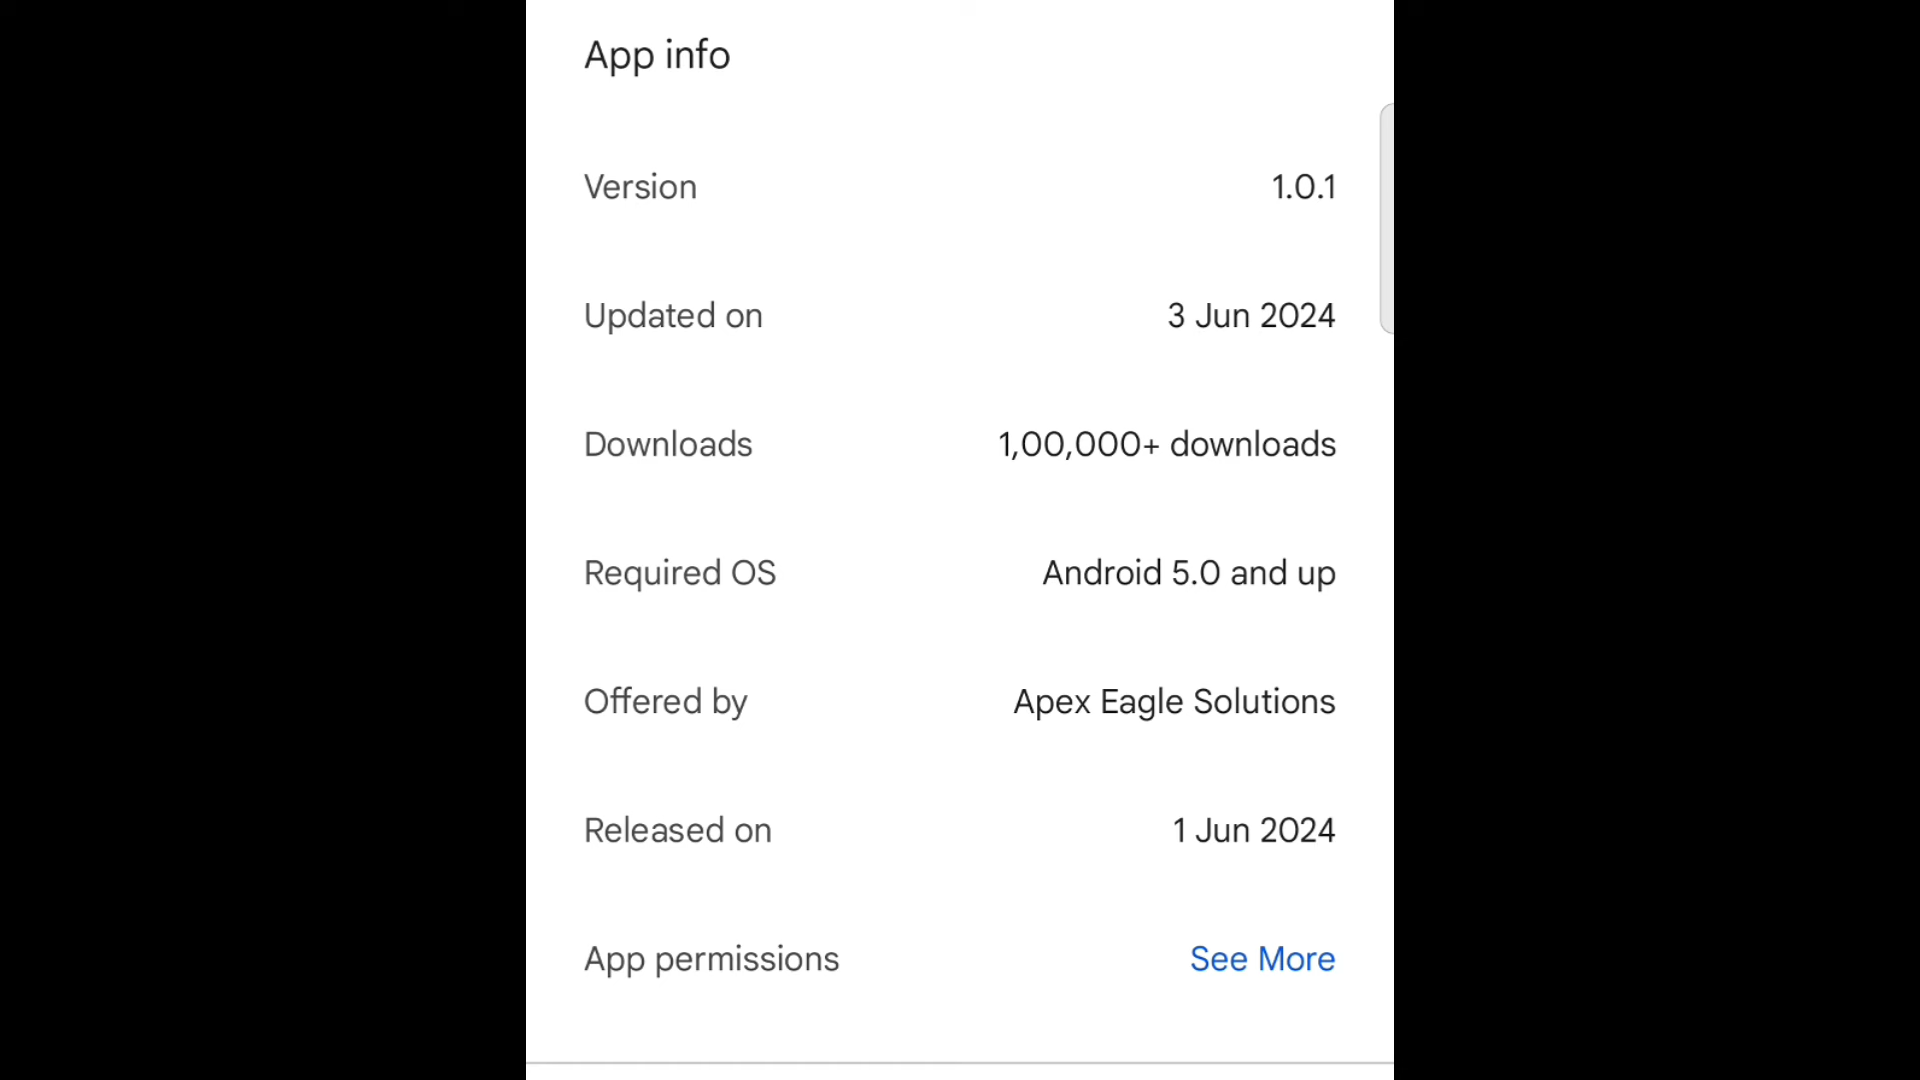 App info
Version 1.0.1
Updated on 3 Jun 2024
Downloads 1,00,000+ downloads
Required OS Android 5.0 and up
Offered by Apex Eagle Solutions
Released on 1 Jun 2024
App permissions See More